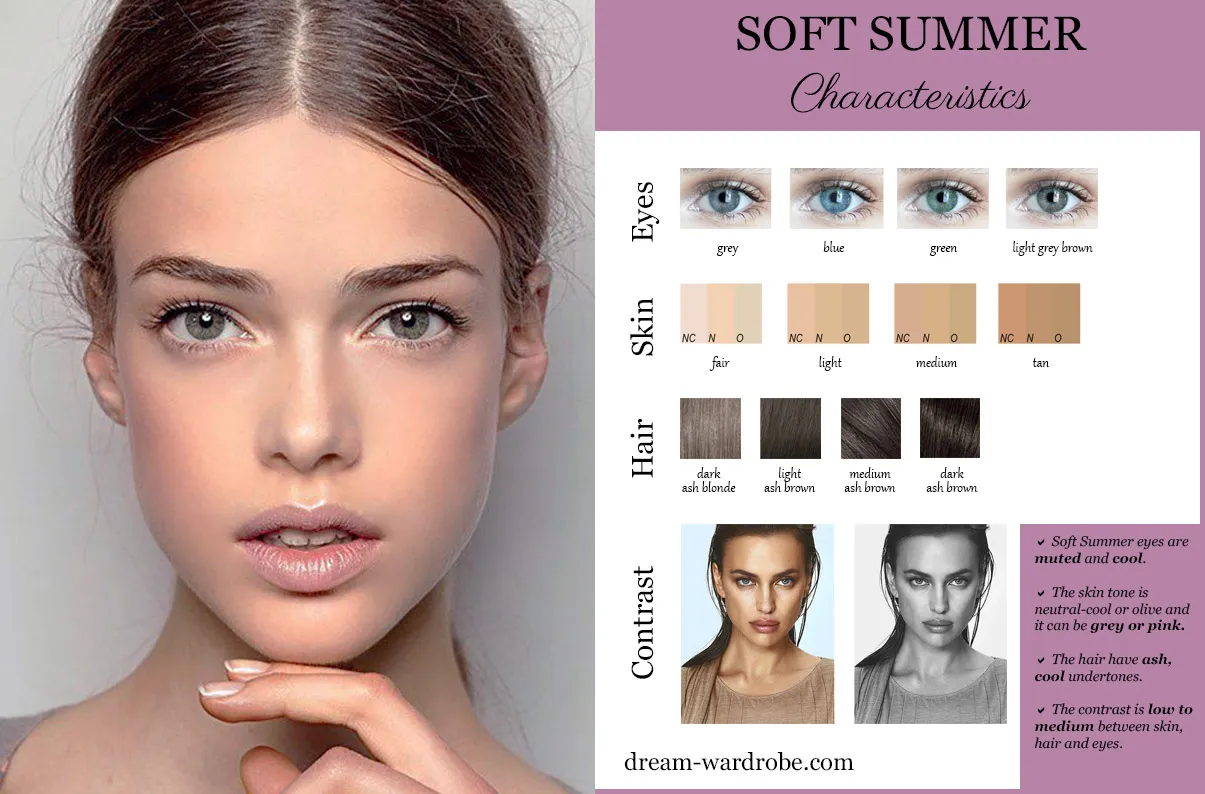 SOFT SUMMER
Characteristics
Eyes
grey
blue
green
light grey brown
Skin
NC N O
NC N O
NC N O
NC N O
fair
light
medium
tan
Hair
dark
ash blonde
light
ash brown
medium
ash brown
dark
ash brown
Contrast
✓ Soft Summer eyes are
muted and cool.
✓ The skin tone is
neutral-cool or olive and
it can be grey or pink.
✓ The hair have ash,
cool undertones.
✓ The contrast is low to
medium between skin,
hair and eyes.
dream-wardrobe.com